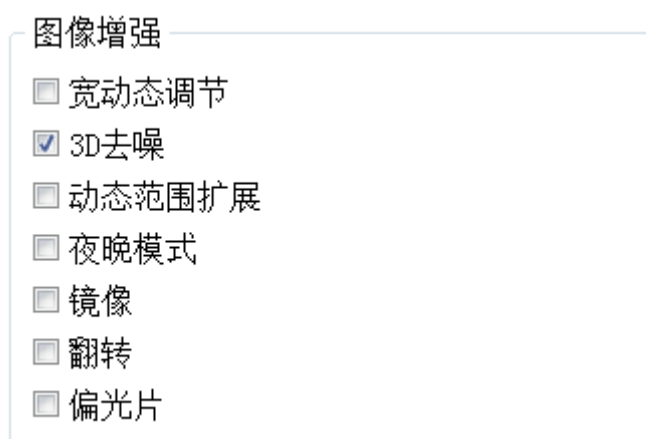 图像增强
宽动态调节
3D去噪
动态范围扩展
夜晚模式
镜像
翻转
偏光片